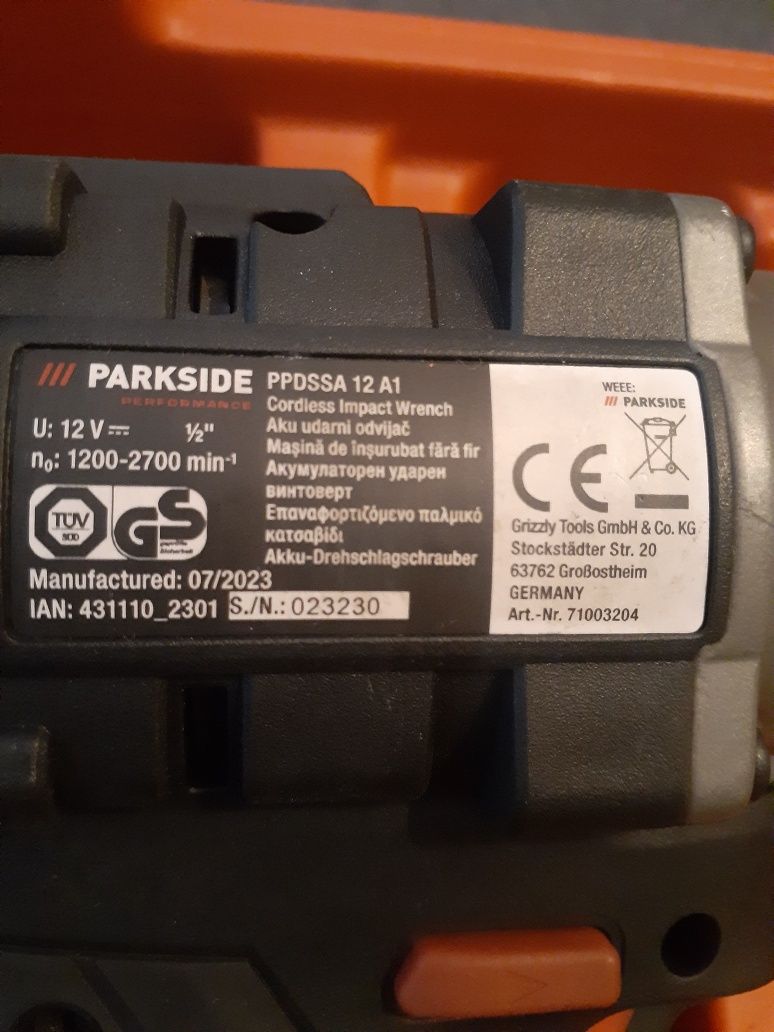 /// PARKSIDE
PERFORMANCE
U: 12 V ⎓ ½"
n₀: 1200-2700 min⁻¹
TÜV
SÜD
GS
geprüfte
Sicherheit
Manufactured: 07/2023
IAN: 431110_2301 S./N.: 023230
PPDSSA 12 A1
Cordless Impact Wrench
Aku udarni odvijač
Mașină de înșurubat fără fir
Акумулаторен ударен
винтоверт
Επαναφορτιζόμενο παλμικό
κατσαβίδι
Akku-Drehschlagschrauber
WEEE:
/// PARKSIDE
CE
Grizzly Tools GmbH & Co. KG
Stockstädter Str. 20
63762 Großostheim
GERMANY
Art.-Nr. 71003204